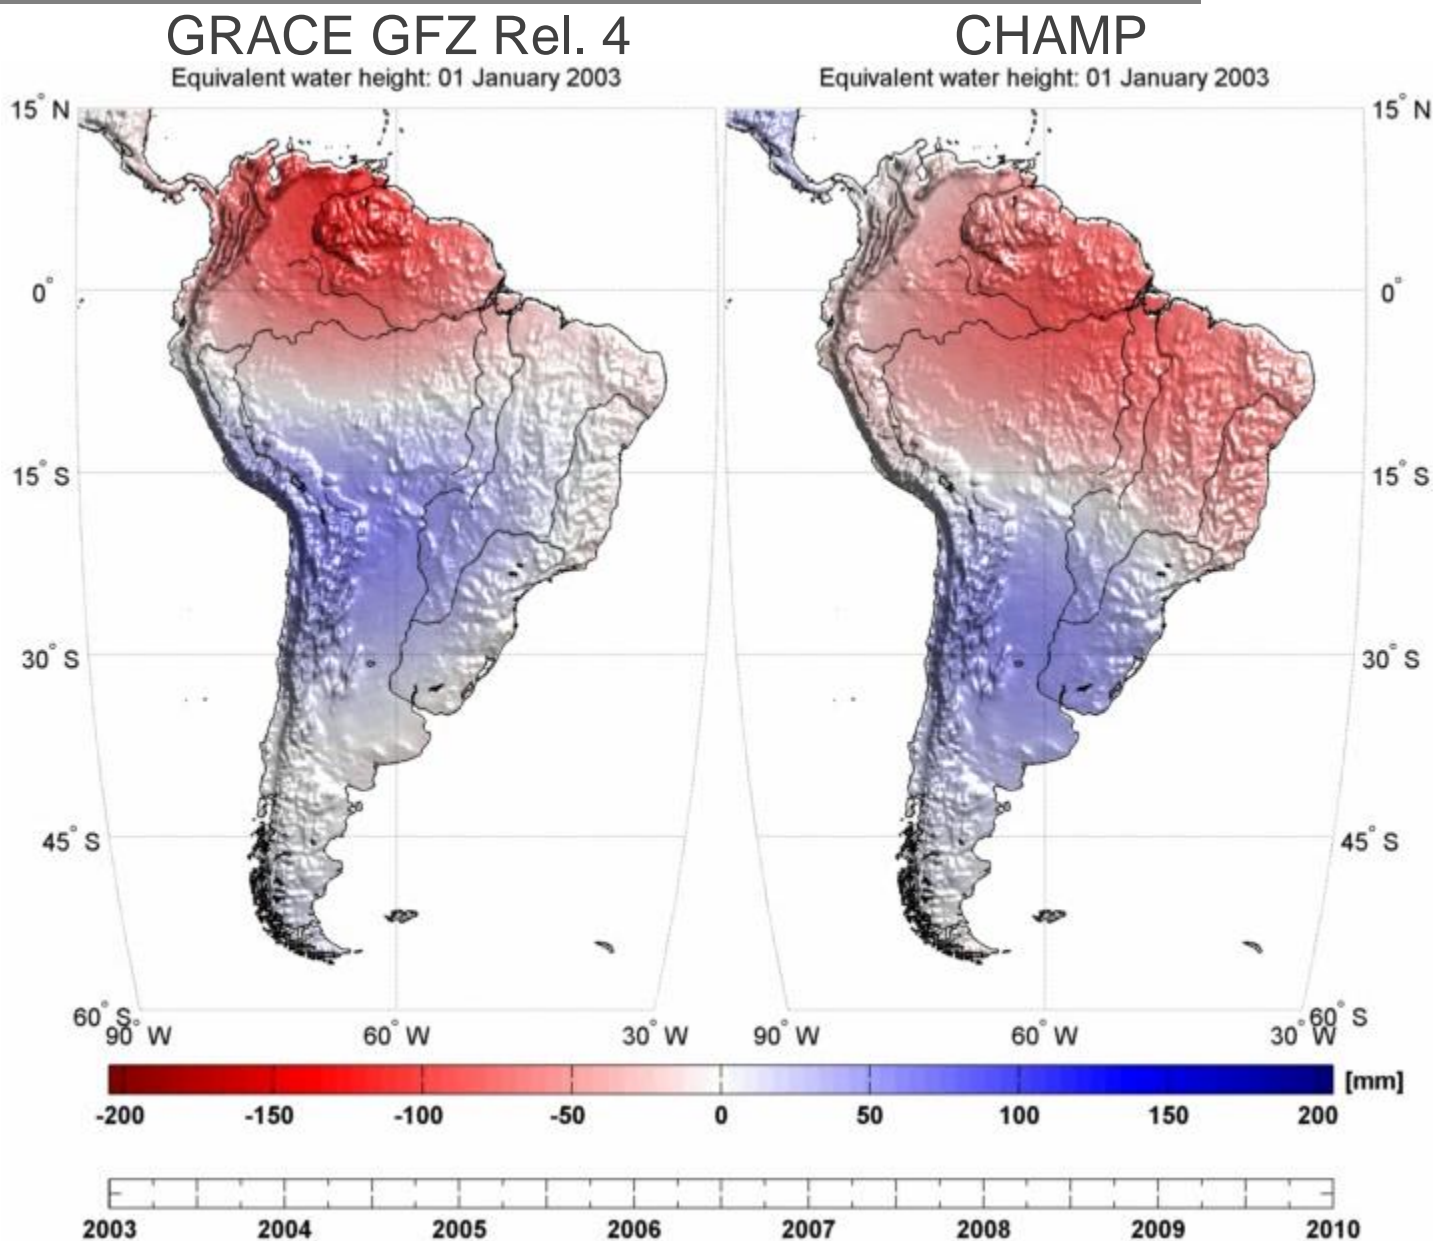 GRACE GFZ Rel. 4 CHAMP
Equivalent water height: 01 January 2003 Equivalent water height: 01 January 2003
15° N 15° N
0° 0°
15° S 15° S
30° S 30° S
45° S 45° S
60° S 60° S
90° W 60° W 30° W 90° W 60° W 30° W
[mm]
-200 -150 -100 -50 0 50 100 150 200
2003 2004 2005 2006 2007 2008 2009 2010